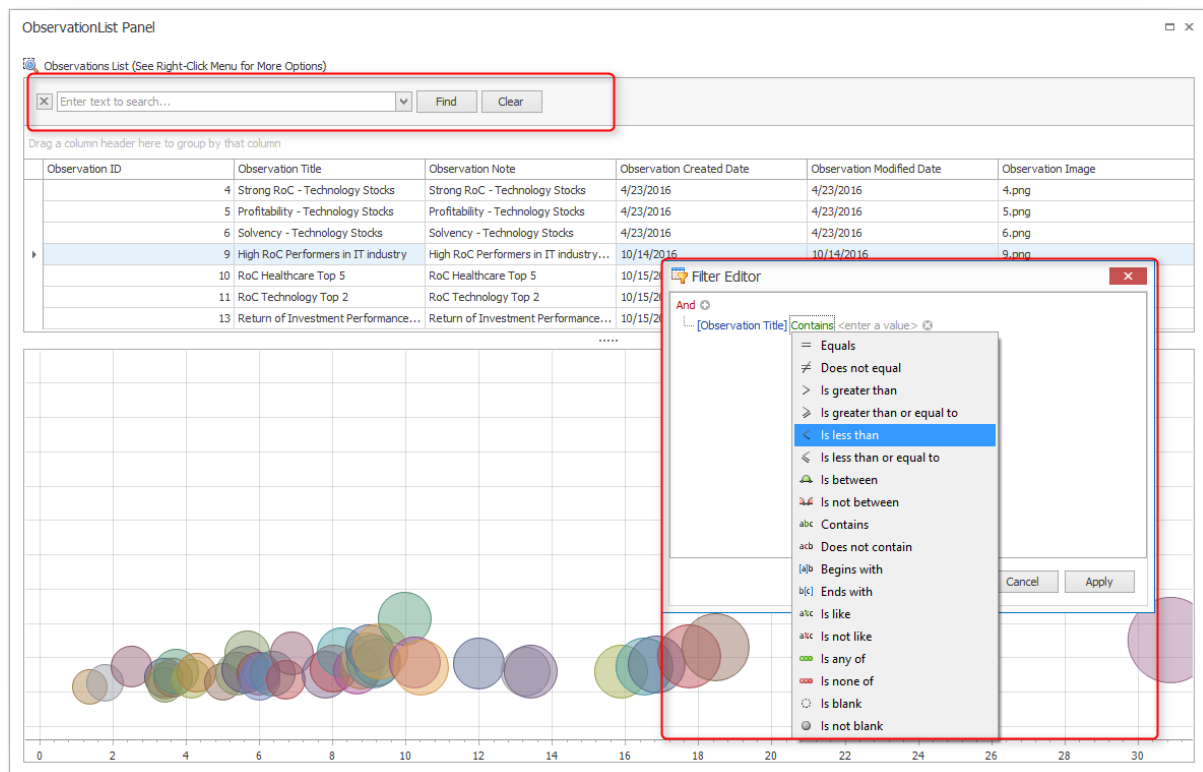 ObservationList Panel
Observations List (See Right-Click Menu for More Options)
Enter text to search... Find Clear
Drag a column header here to group by that column
Observation ID Observation Title Observation Note Observation Created Date Observation Modified Date Observation Image
4 Strong RoC - Technology Stocks Strong RoC - Technology Stocks 4/23/2016 4/23/2016 4.png
5 Profitability - Technology Stocks Profitability - Technology Stocks 4/23/2016 4/23/2016 5.png
6 Solvency - Technology Stocks Solvency - Technology Stocks 4/23/2016 4/23/2016 6.png
9 High RoC Performers in IT industry High RoC Performers in IT industry... 10/14/2016 10/14/2016 9.png
10 RoC Healthcare Top 5 RoC Healthcare Top 5 10/15/20
11 RoC Technology Top 2 RoC Technology Top 2 10/15/20
13 Return of Investment Performance... Return of Investment Performance... 10/15/20
Filter Editor
And
[Observation Title] Contains <enter a value>
= Equals
≠ Does not equal
> Is greater than
⩾ Is greater than or equal to
< Is less than
⩽ Is less than or equal to
Is between
Is not between
abc Contains
acb Does not contain
[a]b Begins with
b[c] Ends with
a%c Is like
a%c Is not like
Is any of
Is none of
Is blank
Is not blank
Cancel Apply
0 2 4 6 8 10 12 14 16 18 20 22 24 26 28 30